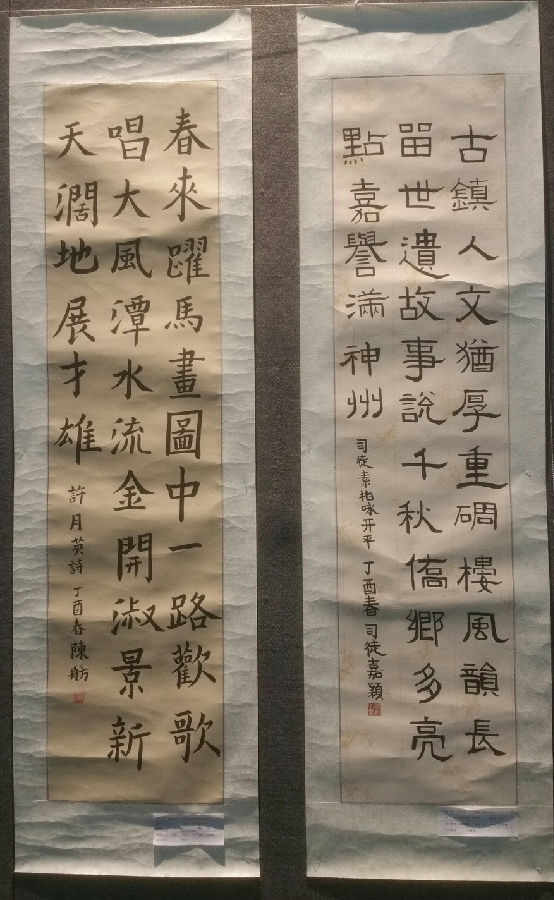 古鎮人文猶厚重碉樓風韻長
留世遺故事說千秋僑鄉多亮
點嘉譽滿神州
司徒素咏开平 丁酉春 司徒嘉穎
春來躍馬畫圖中一路歡歌
唱大風潭水流金開淑景新
天濶地展才雄
許月英詩 丁酉春 陳舫